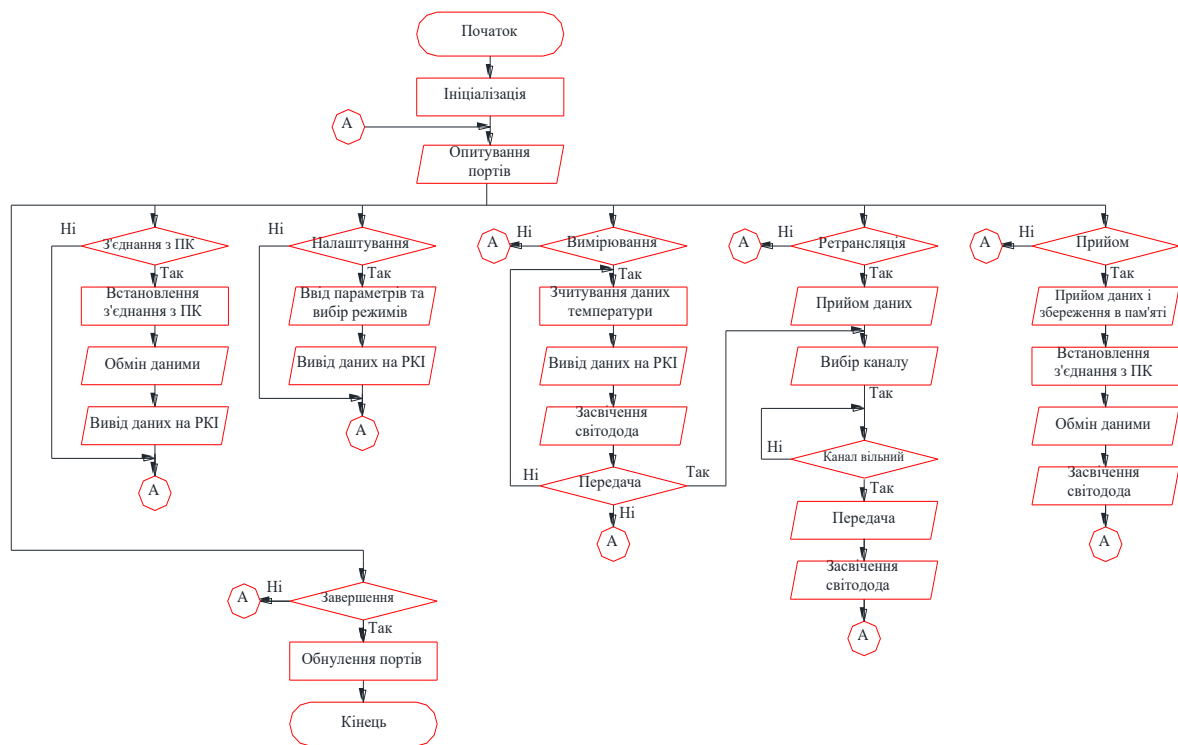 Початок
Ініціалізація
А
Опитування
портів
Ні
З'єднання з ПК
Так
Встановлення
з'єднання з ПК
Обмін даними
Вивід даних на РКІ
А
Ні
Налаштування
Так
Ввід параметрів та
вибір режимів
Вивід даних на РКІ
А
А
Ні
Вимірювання
Так
Зчитування даних
температури
Вивід даних на РКІ
Засвічення
світодода
Ні
Передача
Так
Ні
А
А
Ні
Ретрансляція
Так
Прийом даних
Вибір каналу
Ні
Канал вільний
Так
Передача
Засвічення
світодода
А
А
Ні
Прийом
Так
Прийом даних і
збереження в пам'яті
Встановлення
з'єднання з ПК
Обмін даними
Засвічення
світодода
А
А
Ні
Завершення
Так
Обнулення портів
Кінець